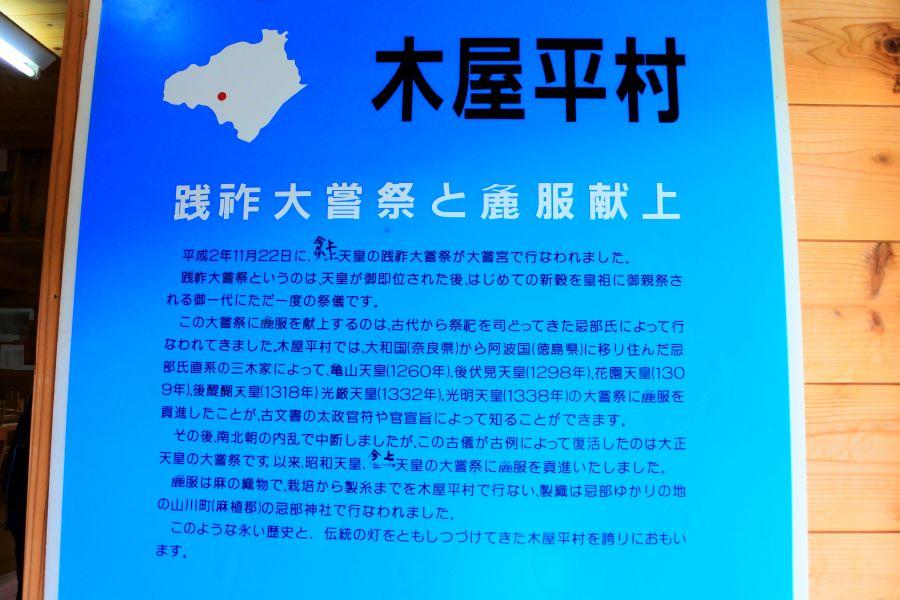 木屋平村
践祚大嘗祭と麁服献上
平成2年11月22日に、今上天皇の践祚大嘗祭が大嘗宮で行なわれました。
践祚大嘗祭というのは、天皇が御即位された後、はじめての新穀を皇祖に御親祭さ
れる御一代にただ一度の祭儀です。
この大嘗祭に麁服を献上するのは、古代から祭祀を司どってきた忌部氏によって行
なわれてきました。木屋平村では、大和国(奈良県)から阿波国(徳島県)に移り住んだ忌
部氏直系の三木家によって、亀山天皇(1260年)、後伏見天皇(1298年)、花園天皇(130
9年)、後醍醐天皇(1318年)光厳天皇(1332年)、光明天皇(1338年)の大嘗祭に麁服を
貢進したことが、古文書の太政官符や官宣旨によって知ることができます。
その後、南北朝の内乱で中断しましたが、この古儀が古例によって復活したのは大正
天皇の大嘗祭です。以来、昭和天皇、今上天皇の大嘗祭に麁服を貢進いたしました。
麁服は麻の織物で、栽培から製糸までを木屋平村で行ない、製織は忌部ゆかりの地
の山川町(麻植郡)の忌部神社で行なわれました。
このような永い歴史と、伝統の灯をともしつづけてきた木屋平村を誇りにおもい
ます。